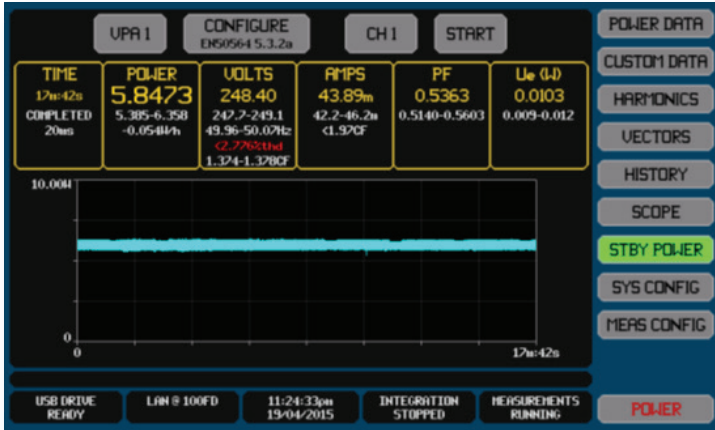 VPA 1
CONFIGURE
EN50564 5.3.2a
CH 1
START
TIME
17m:42s
COMPLETED
20ms
POWER
5.8473
5.385-6.358
-0.054W/h
VOLTS
248.40
247.7-249.1
49.96-50.07Hz
<2.776%thd
1.374-1.378CF
AMPS
43.89m
42.2-46.2m
<1.97CF
PF
0.5363
0.5140-0.5603
Ue (W)
0.0103
0.009-0.012
10.00W
0
0
17m:42s
USB DRIVE
READY
LAN @ 100FD
11:24:33pm
19/04/2015
INTEGRATION
STOPPED
MEASUREMENTS
RUNNING
POWER DATA
CUSTOM DATA
HARMONICS
VECTORS
HISTORY
SCOPE
STBY POWER
SYS CONFIG
MEAS CONFIG
POWER